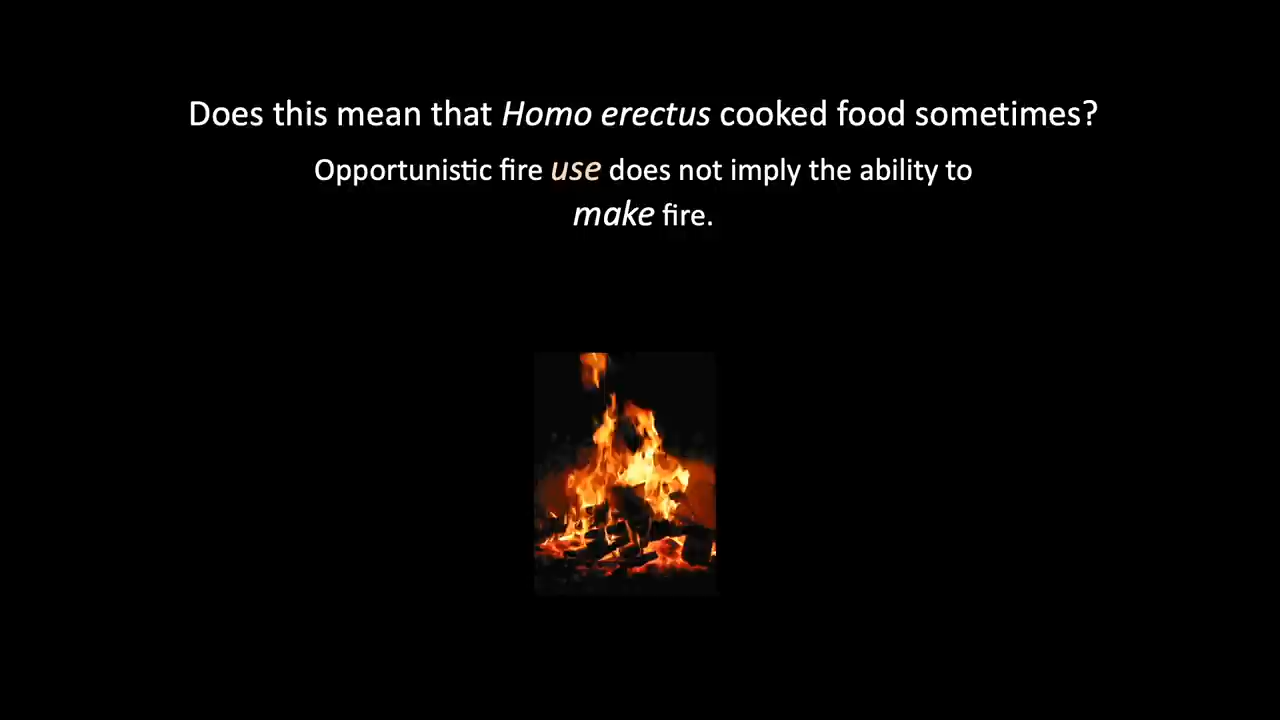 Does this mean that Homo erectus cooked food sometimes?
Opportunistic fire use does not imply the ability to
make fire.